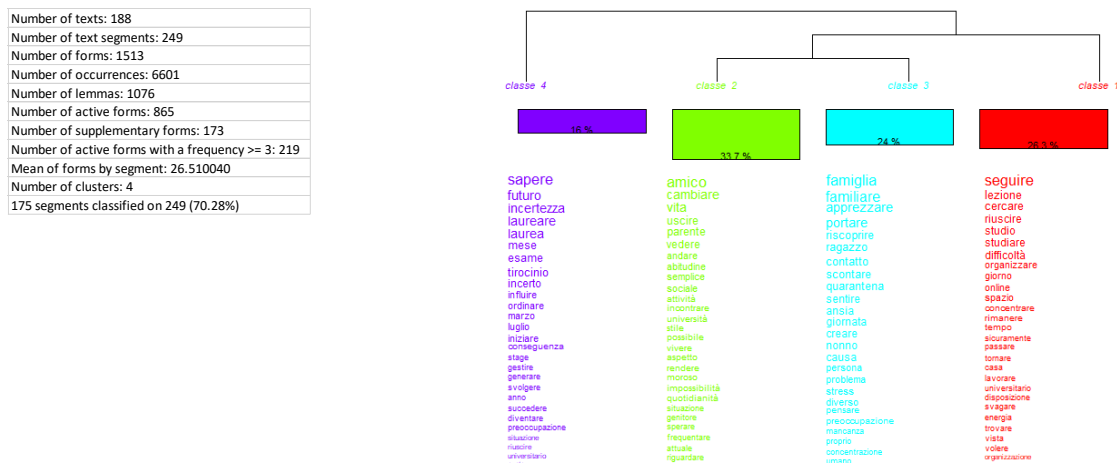 Number of texts: 188
Number of text segments: 249
Number of forms: 1513
Number of occurrences: 6601
Number of lemmas: 1076
Number of active forms: 865
Number of supplementary forms: 173
Number of active forms with a frequency >= 3: 219
Mean of forms by segment: 26.510040
Number of clusters: 4
175 segments classified on 249 (70.28%)
classe 4
classe 2
classe 3
classe 1
16 %
33.7 %
24 %
26.3 %
sapere
futuro
incertezza
laureare
laurea
mese
esame
tirocinio
incerto
influire
ordinare
marzo
luglio
iniziare
conseguenza
stage
gestire
generare
svolgere
anno
succedere
diventare
preoccupazione
situazione
riuscire
universitario
amico
cambiare
vita
uscire
parente
vedere
andare
abitudine
semplice
sociale
attività
incontrare
università
stile
possibile
vivere
aspetto
rendere
moroso
impossibilità
quotidianità
situazione
genitore
sperare
frequentare
attuale
riguardare
famiglia
familiare
apprezzare
portare
riscoprire
ragazzo
contatto
scontare
quarantena
sentire
ansia
giornata
creare
nonno
causa
persona
problema
stress
diverso
pensare
preoccupazione
mancanza
proprio
concentrazione
umano
seguire
lezione
cercare
riuscire
studio
studiare
difficoltà
organizzare
giorno
online
spazio
concentrare
rimanere
tempo
sicuramente
passare
tornare
casa
lavorare
universitario
disposizione
svagare
energia
trovare
vista
volere
organizzazione